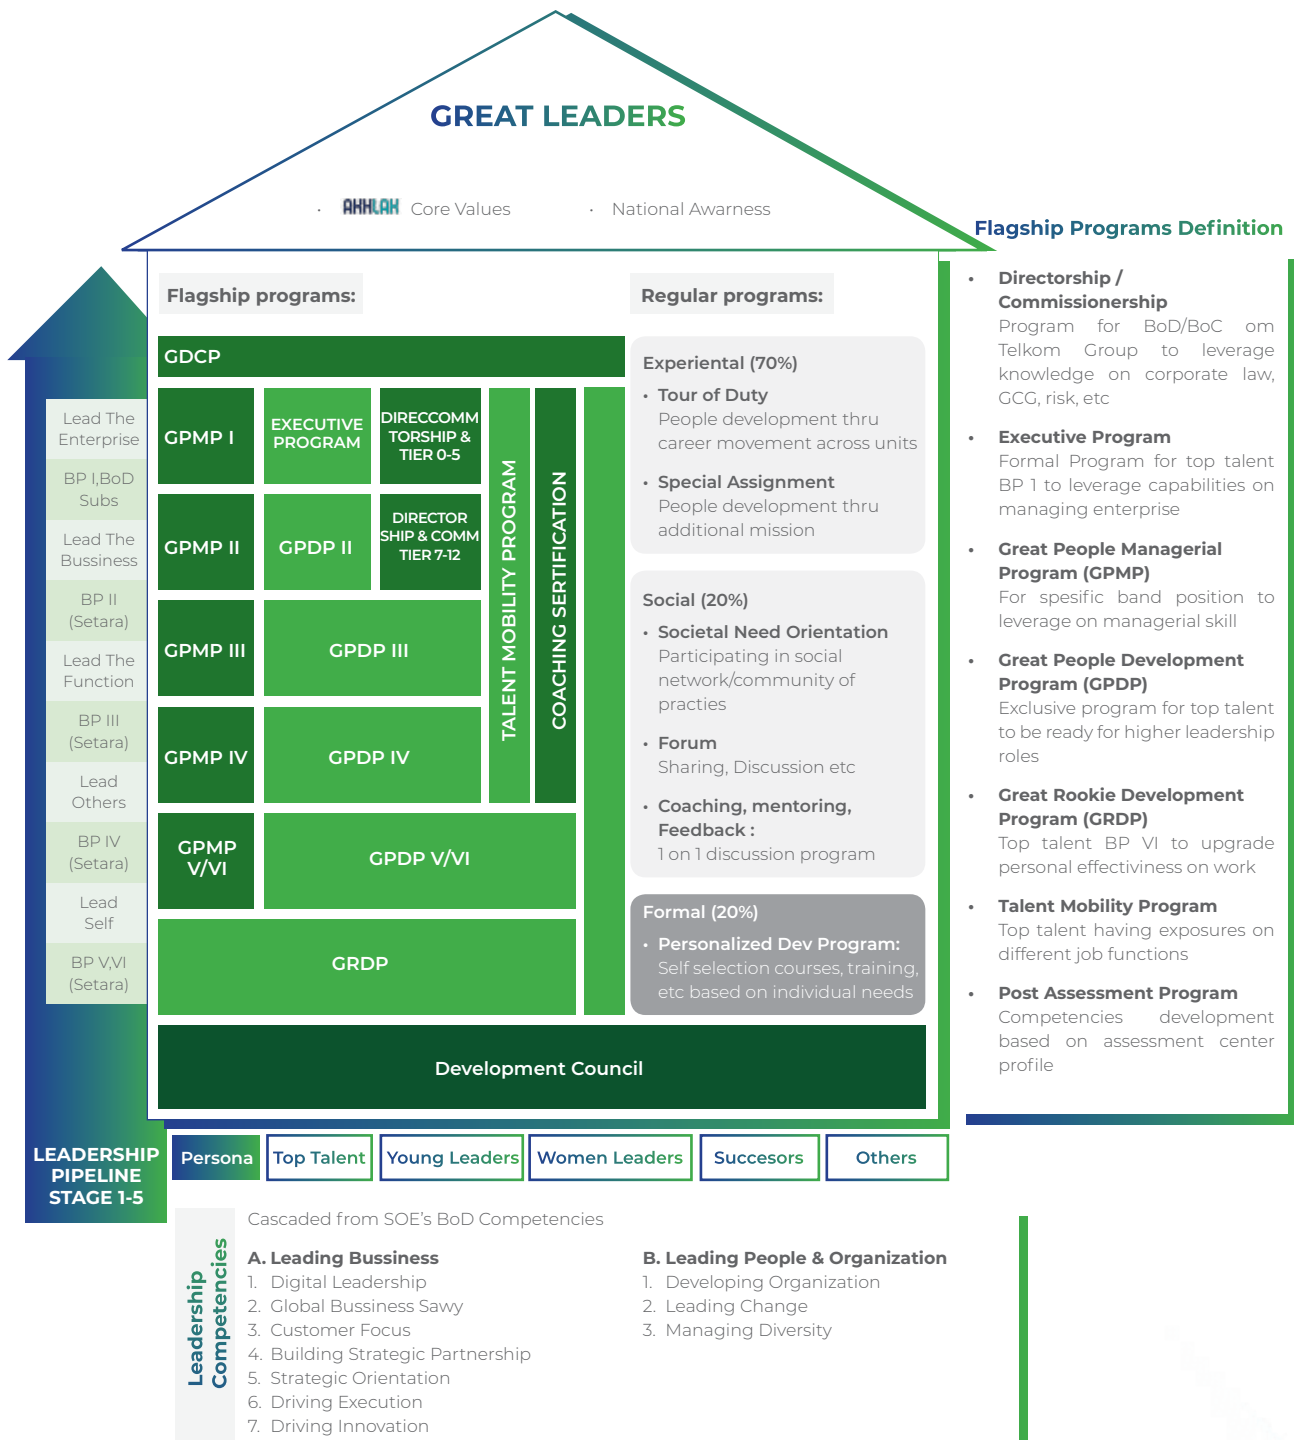 GREAT LEADERS
• AKHLAK Core Values
• National Awarness
LEADERSHIP
PIPELINE
STAGE 1-5
Lead The
Enterprise
BP I,BoD
Subs
Lead The
Bussiness
BP II
(Setara)
Lead The
Function
BP III
(Setara)
Lead
Others
BP IV
(Setara)
Lead
Self
BP V,VI
(Setara)
Flagship programs:
GDCP
GPMP I
EXECUTIVE
PROGRAM
DIRECCOMM
TORSHIP &
TIER 0-5
GPMP II
GPDP II
DIRECTOR
SHIP & COMM
TIER 7-12
GPMP III
GPDP III
GPMP IV
GPDP IV
GPMP
V/VI
GPDP V/VI
GRDP
TALENT MOBILITY PROGRAM
COACHING SERTIFICATION
Regular programs:
Experiental (70%)
• Tour of Duty
People development thru
career movement across units
• Special Assignment
People development thru
additional mission
Social (20%)
• Societal Need Orientation
Participating in social
network/community of
practies
• Forum
Sharing, Discussion etc
• Coaching, mentoring,
Feedback :
1 on 1 discussion program
Formal (20%)
• Personalized Dev Program:
Self selection courses, training,
etc based on individual needs
Development Council
Persona
Top Talent
Young Leaders
Women Leaders
Succesors
Others
Flagship Programs Definition
• Directorship /
Commissionership
Program for BoD/BoC om
Telkom Group to leverage
knowledge on corporate law,
GCG, risk, etc
• Executive Program
Formal Program for top talent
BP 1 to leverage capabilities on
managing enterprise
• Great People Managerial
Program (GPMP)
For spesific band position to
leverage on managerial skill
• Great People Development
Program (GPDP)
Exclusive program for top talent
to be ready for higher leadership
roles
• Great Rookie Development
Program (GRDP)
Top talent BP VI to upgrade
personal effectiviness on work
• Talent Mobility Program
Top talent having exposures on
different job functions
• Post Assessment Program
Competencies development
based on assessment center
profile
Leadership
Competencies
Cascaded from SOE's BoD Competencies
A. Leading Bussiness
1. Digital Leadership
2. Global Bussiness Sawy
3. Customer Focus
4. Building Strategic Partnership
5. Strategic Orientation
6. Driving Execution
7. Driving Innovation
B. Leading People & Organization
1. Developing Organization
2. Leading Change
3. Managing Diversity